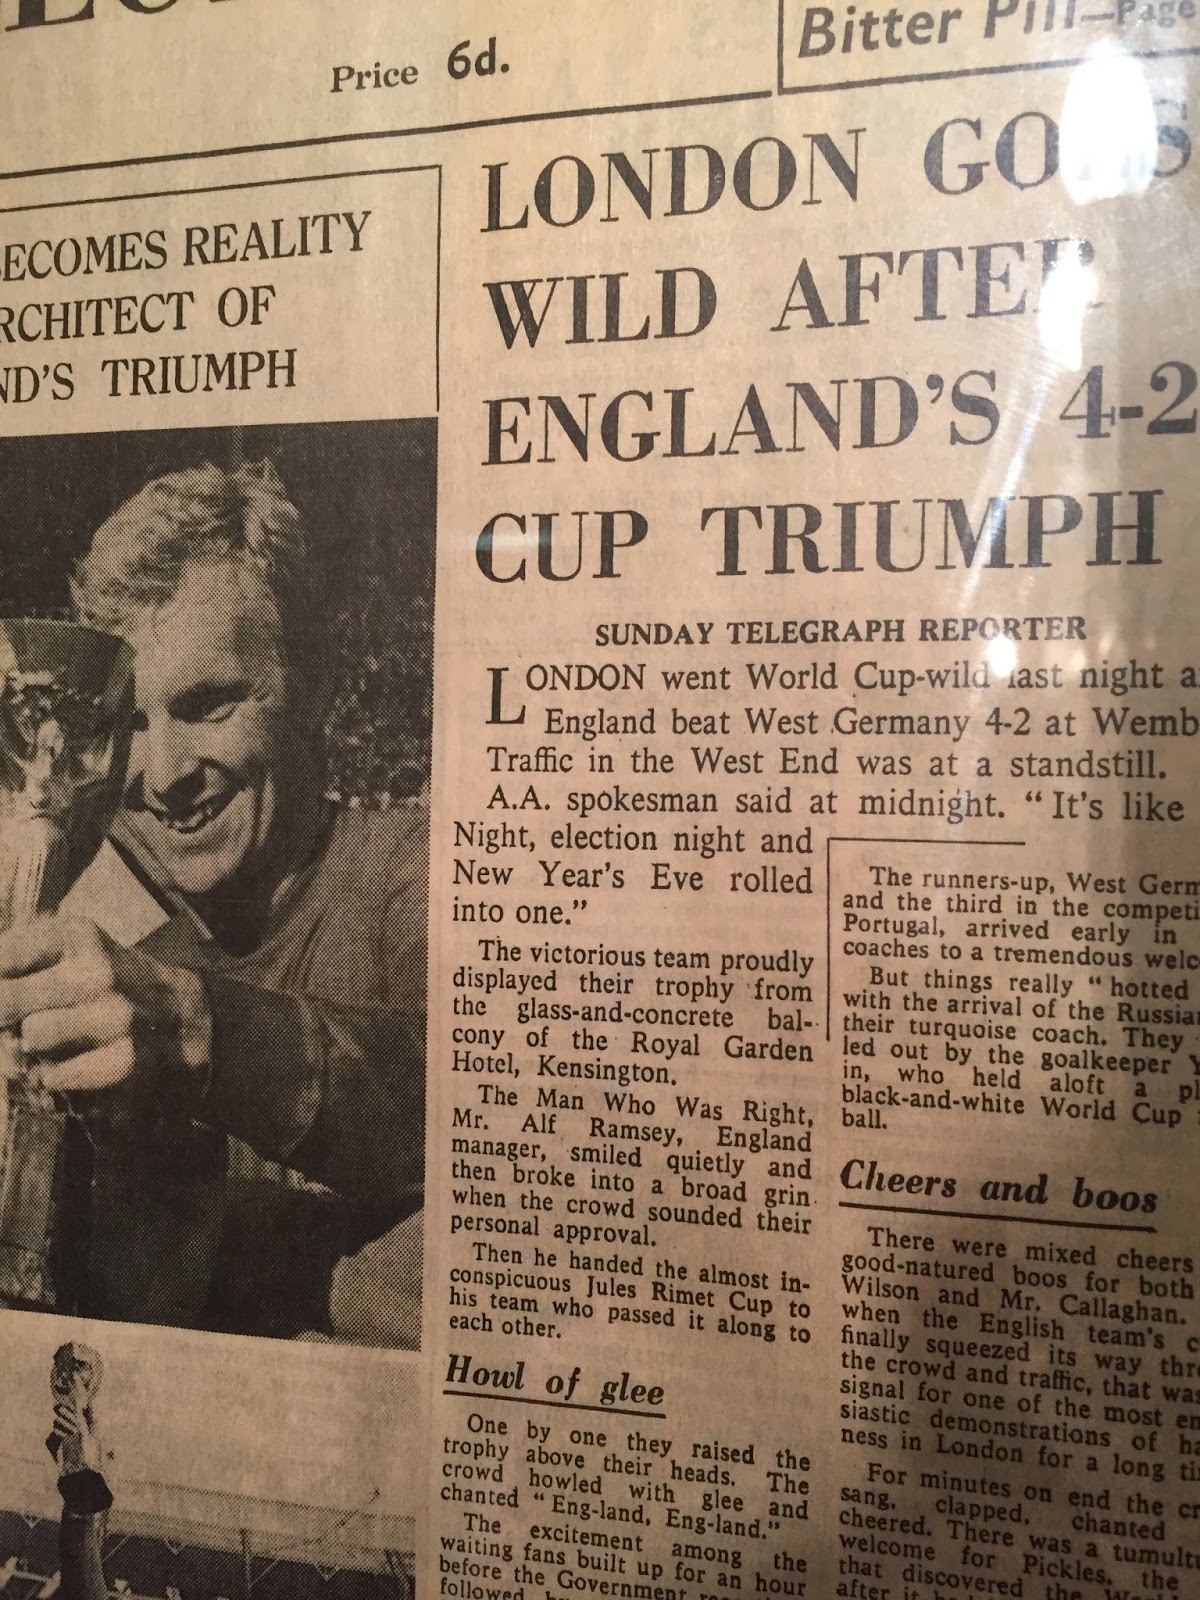 Price 6d.
Bitter Pill—Page
ECOMES REALITY
RCHITECT OF
ND'S TRIUMPH
LONDON GOES
WILD AFTER
ENGLAND'S 4-2
CUP TRIUMPH
SUNDAY TELEGRAPH REPORTER
LONDON went World Cup-wild last night a
England beat West Germany 4-2 at Wemb
Traffic in the West End was at a standstill.
A.A. spokesman said at midnight. "It's like
Night, election night and
New Year's Eve rolled
into one."
The victorious team proudly
displayed their trophy from
the glass-and-concrete bal-
cony of the Royal Garden
Hotel, Kensington.
The Man Who Was Right,
Mr. Alf Ramsey, England
manager, smiled quietly and
then broke into a broad grin
when the crowd sounded their
personal approval.
Then he handed the almost in-
conspicuous Jules Rimet Cup to
his team who passed it along to
each other.
Howl of glee
One by one they raised the
trophy above their heads. The
crowd howled with glee and
chanted "Eng-land, Eng-land."
The excitement among the
waiting fans built up for an hour
before the Government
followed
The runners-up, West Germ
and the third in the competi
Portugal, arrived early in
coaches to a tremendous welc
But things really "hotted
with the arrival of the Russia
their turquoise coach. They
led out by the goalkeeper Y
in, who held aloft a pl
black-and-white World Cup
ball.
Cheers and boos
There were mixed cheers
good-natured boos for both
Wilson and Mr. Callaghan.
when the English team's c
finally squeezed its way thr
the crowd and traffic, that was
signal for one of the most en
siastic demonstrations of ha
ness in London for a long ti
For minutes on end the cr
sang, clapped, chanted
cheered. There was a tumult
welcome for Pickles, the
that discovered the World
after it had